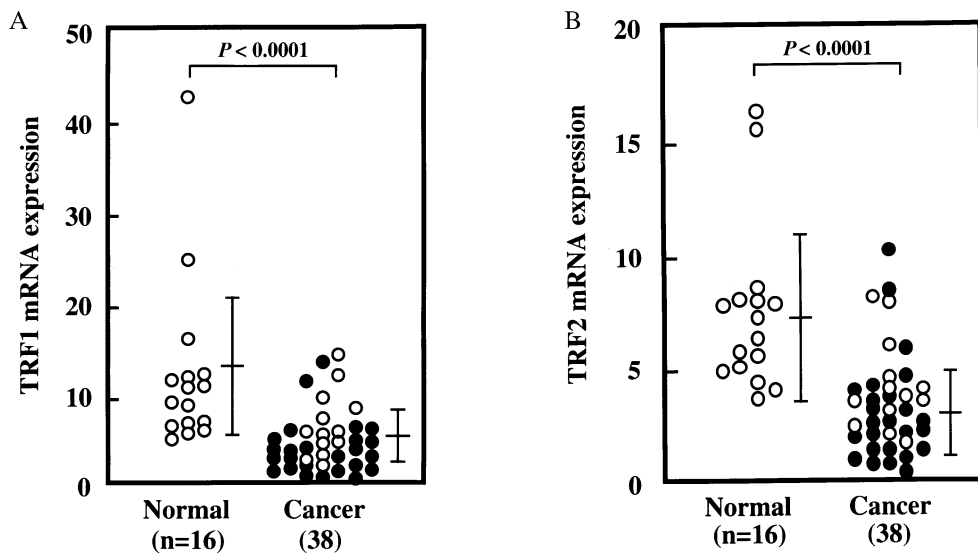 A
TRF1 mRNA expression
50
40
30
20
10
0
P < 0.0001
Normal
(n=16)
Cancer
(38)
B
TRF2 mRNA expression
20
15
10
5
0
P < 0.0001
Normal
(n=16)
Cancer
(38)